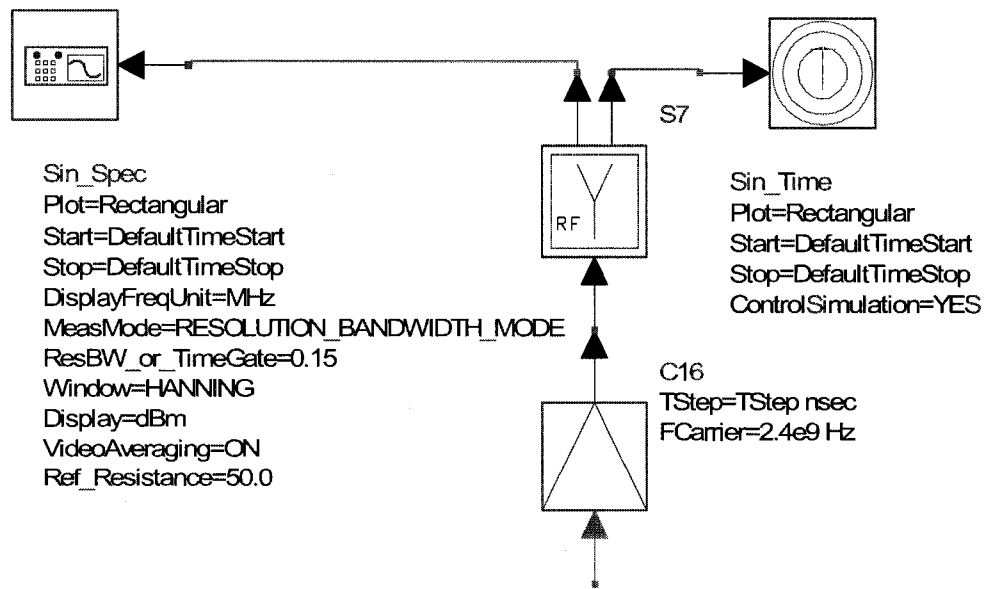 S7
Sin_Spec
Plot=Rectangular
Start=DefaultTimeStart
Stop=DefaultTimeStop
DisplayFreqUnit=MHz
MeasMode=RESOLUTION_BANDWIDTH_MODE
ResBW_or_TimeGate=0.15
Window=HANNING
Display=dBm
VideoAveraging=ON
Ref_Resistance=50.0
RF
Sin_Time
Plot=Rectangular
Start=DefaultTimeStart
Stop=DefaultTimeStop
ControlSimulation=YES
C16
TStep=TStep nsec
FCarrier=2.4e9 Hz